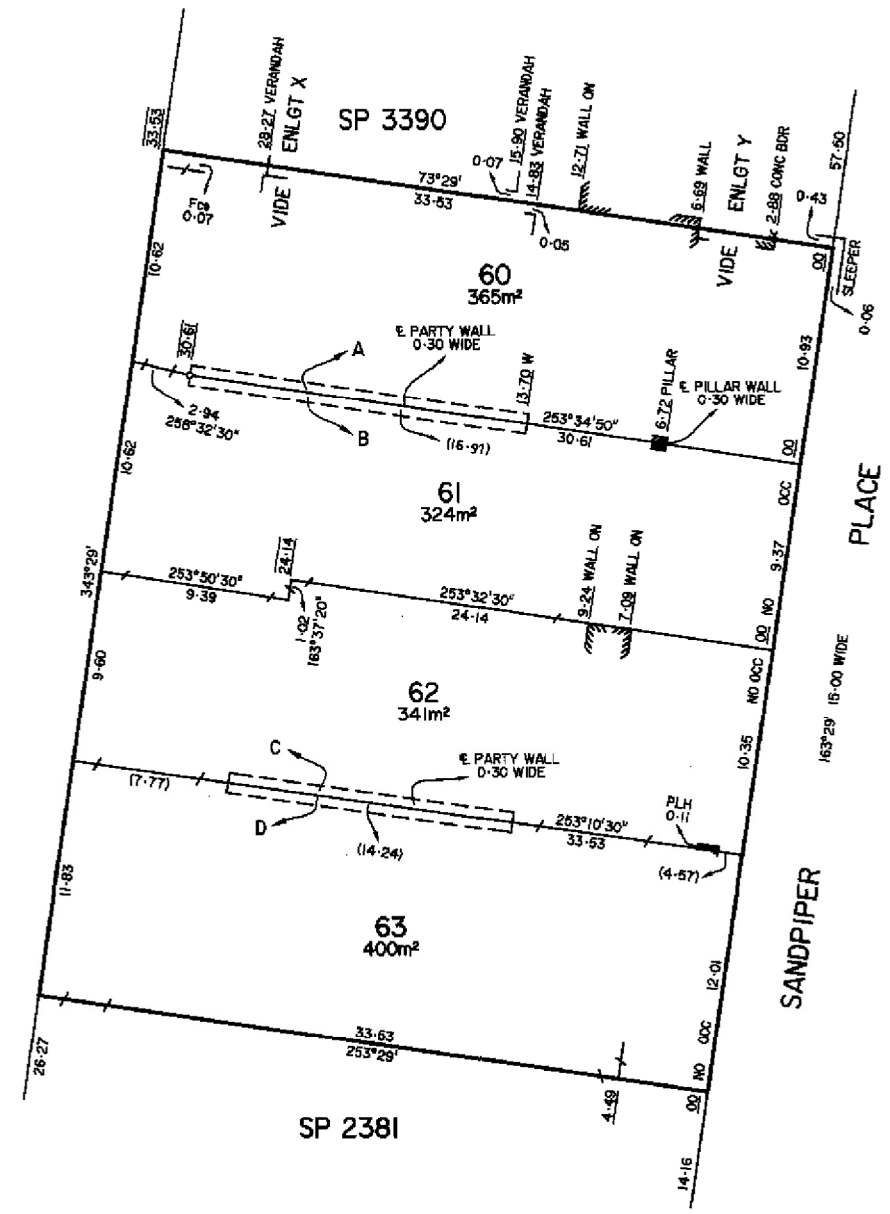 33·53
28·27 VERANDAH
ENLGT X
VIDE
SP 3390
0·07
15·90 VERANDAH
14·83 VERANDAH
12·71 WALL ON
6·69 WALL
ENLGT Y
VIDE
2·88 CONC BDR
0·43
57·60
Fce
0·07
73°29'
33·53
0·05
00
SLEEPER
0·06
10·62
60
365m²
10·93
30·61
A
℄ PARTY WALL
0·30 WIDE
13·70 W
6·72 PILLAR
℄ PILLAR WALL
0·30 WIDE
2·94
256°32'30"
B
(16·91)
253°34'50"
30·61
00
OCC
10·62
61
324m²
9·37
PLACE
343°29'
253°50'30"
9·39
24·14
1·02
163°37'20"
253°32'30"
24·14
9·24 WALL ON
7·09 WALL ON
NO
00
NO OCC
9·60
62
341m²
10·35
163°29' 15·00 WIDE
(7·77)
C
℄ PARTY WALL
0·30 WIDE
D
(14·24)
253°10'30"
33·53
PLH
0·11
(4·57)
11·83
63
400m²
12·01
SANDPIPER
OCC
NO
00
26·27
33·53
253°29'
4·49
SP 2381
14·16